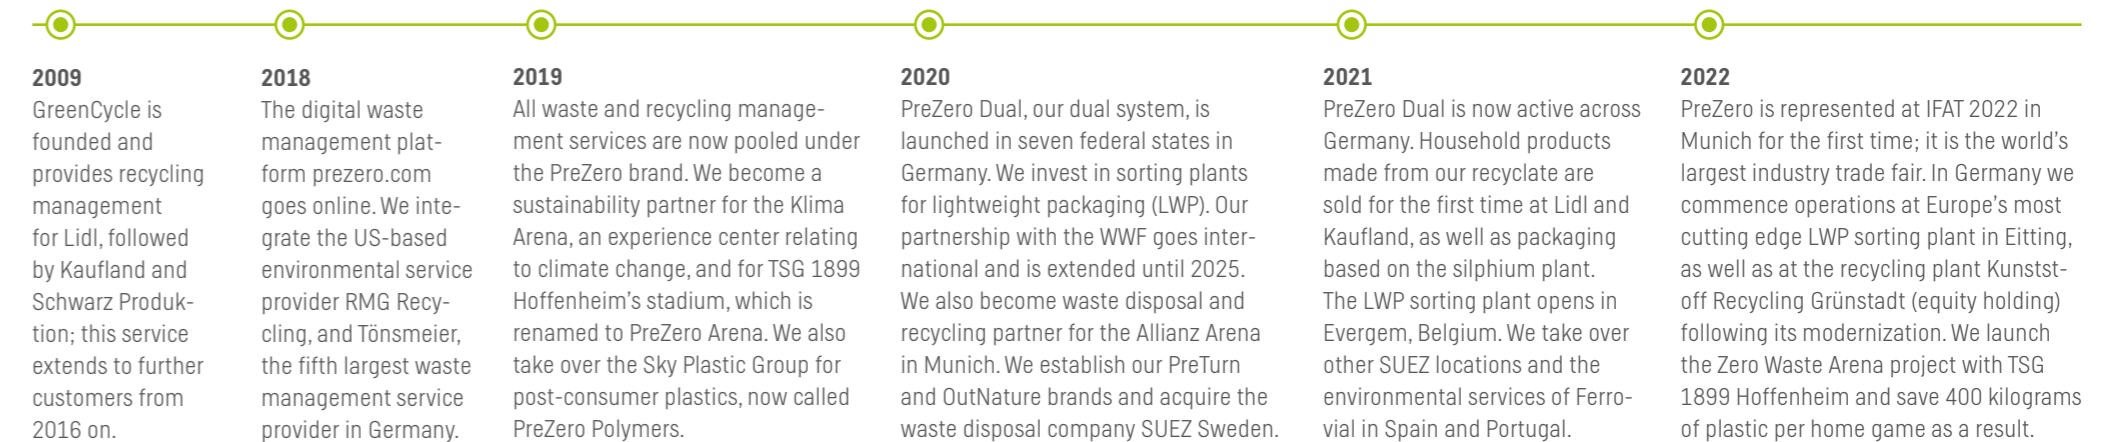 2009
GreenCycle is
founded and
provides recycling
management
for Lidl, followed
by Kaufland and
Schwarz Produk-
tion; this service
extends to further
customers from
2016 on.
2018
The digital waste
management plat-
form prezero.com
goes online. We inte-
grate the US-based
environmental service
provider RMG Recy-
cling, and Tönsmeier,
the fifth largest waste
management service
provider in Germany.
2019
All waste and recycling manage-
ment services are now pooled under
the PreZero brand. We become a
sustainability partner for the Klima
Arena, an experience center relating
to climate change, and for TSG 1899
Hoffenheim's stadium, which is
renamed to PreZero Arena. We also
take over the Sky Plastic Group for
post-consumer plastics, now called
PreZero Polymers.
2020
PreZero Dual, our dual system, is
launched in seven federal states in
Germany. We invest in sorting plants
for lightweight packaging (LWP). Our
partnership with the WWF goes inter-
national and is extended until 2025.
We also become waste disposal and
recycling partner for the Allianz Arena
in Munich. We establish our PreTurn
and OutNature brands and acquire the
waste disposal company SUEZ Sweden.
2021
PreZero Dual is now active across
Germany. Household products
made from our recyclate are
sold for the first time at Lidl and
Kaufland, as well as packaging
based on the silphium plant.
The LWP sorting plant opens in
Evergem, Belgium. We take over
other SUEZ locations and the
environmental services of Ferro-
vial in Spain and Portugal.
2022
PreZero is represented at IFAT 2022 in
Munich for the first time; it is the world's
largest industry trade fair. In Germany we
commence operations at Europe's most
cutting edge LWP sorting plant in Eitting,
as well as at the recycling plant Kunstst-
off Recycling Grünstadt (equity holding)
following its modernization. We launch
the Zero Waste Arena project with TSG
1899 Hoffenheim and save 400 kilograms
of plastic per home game as a result.